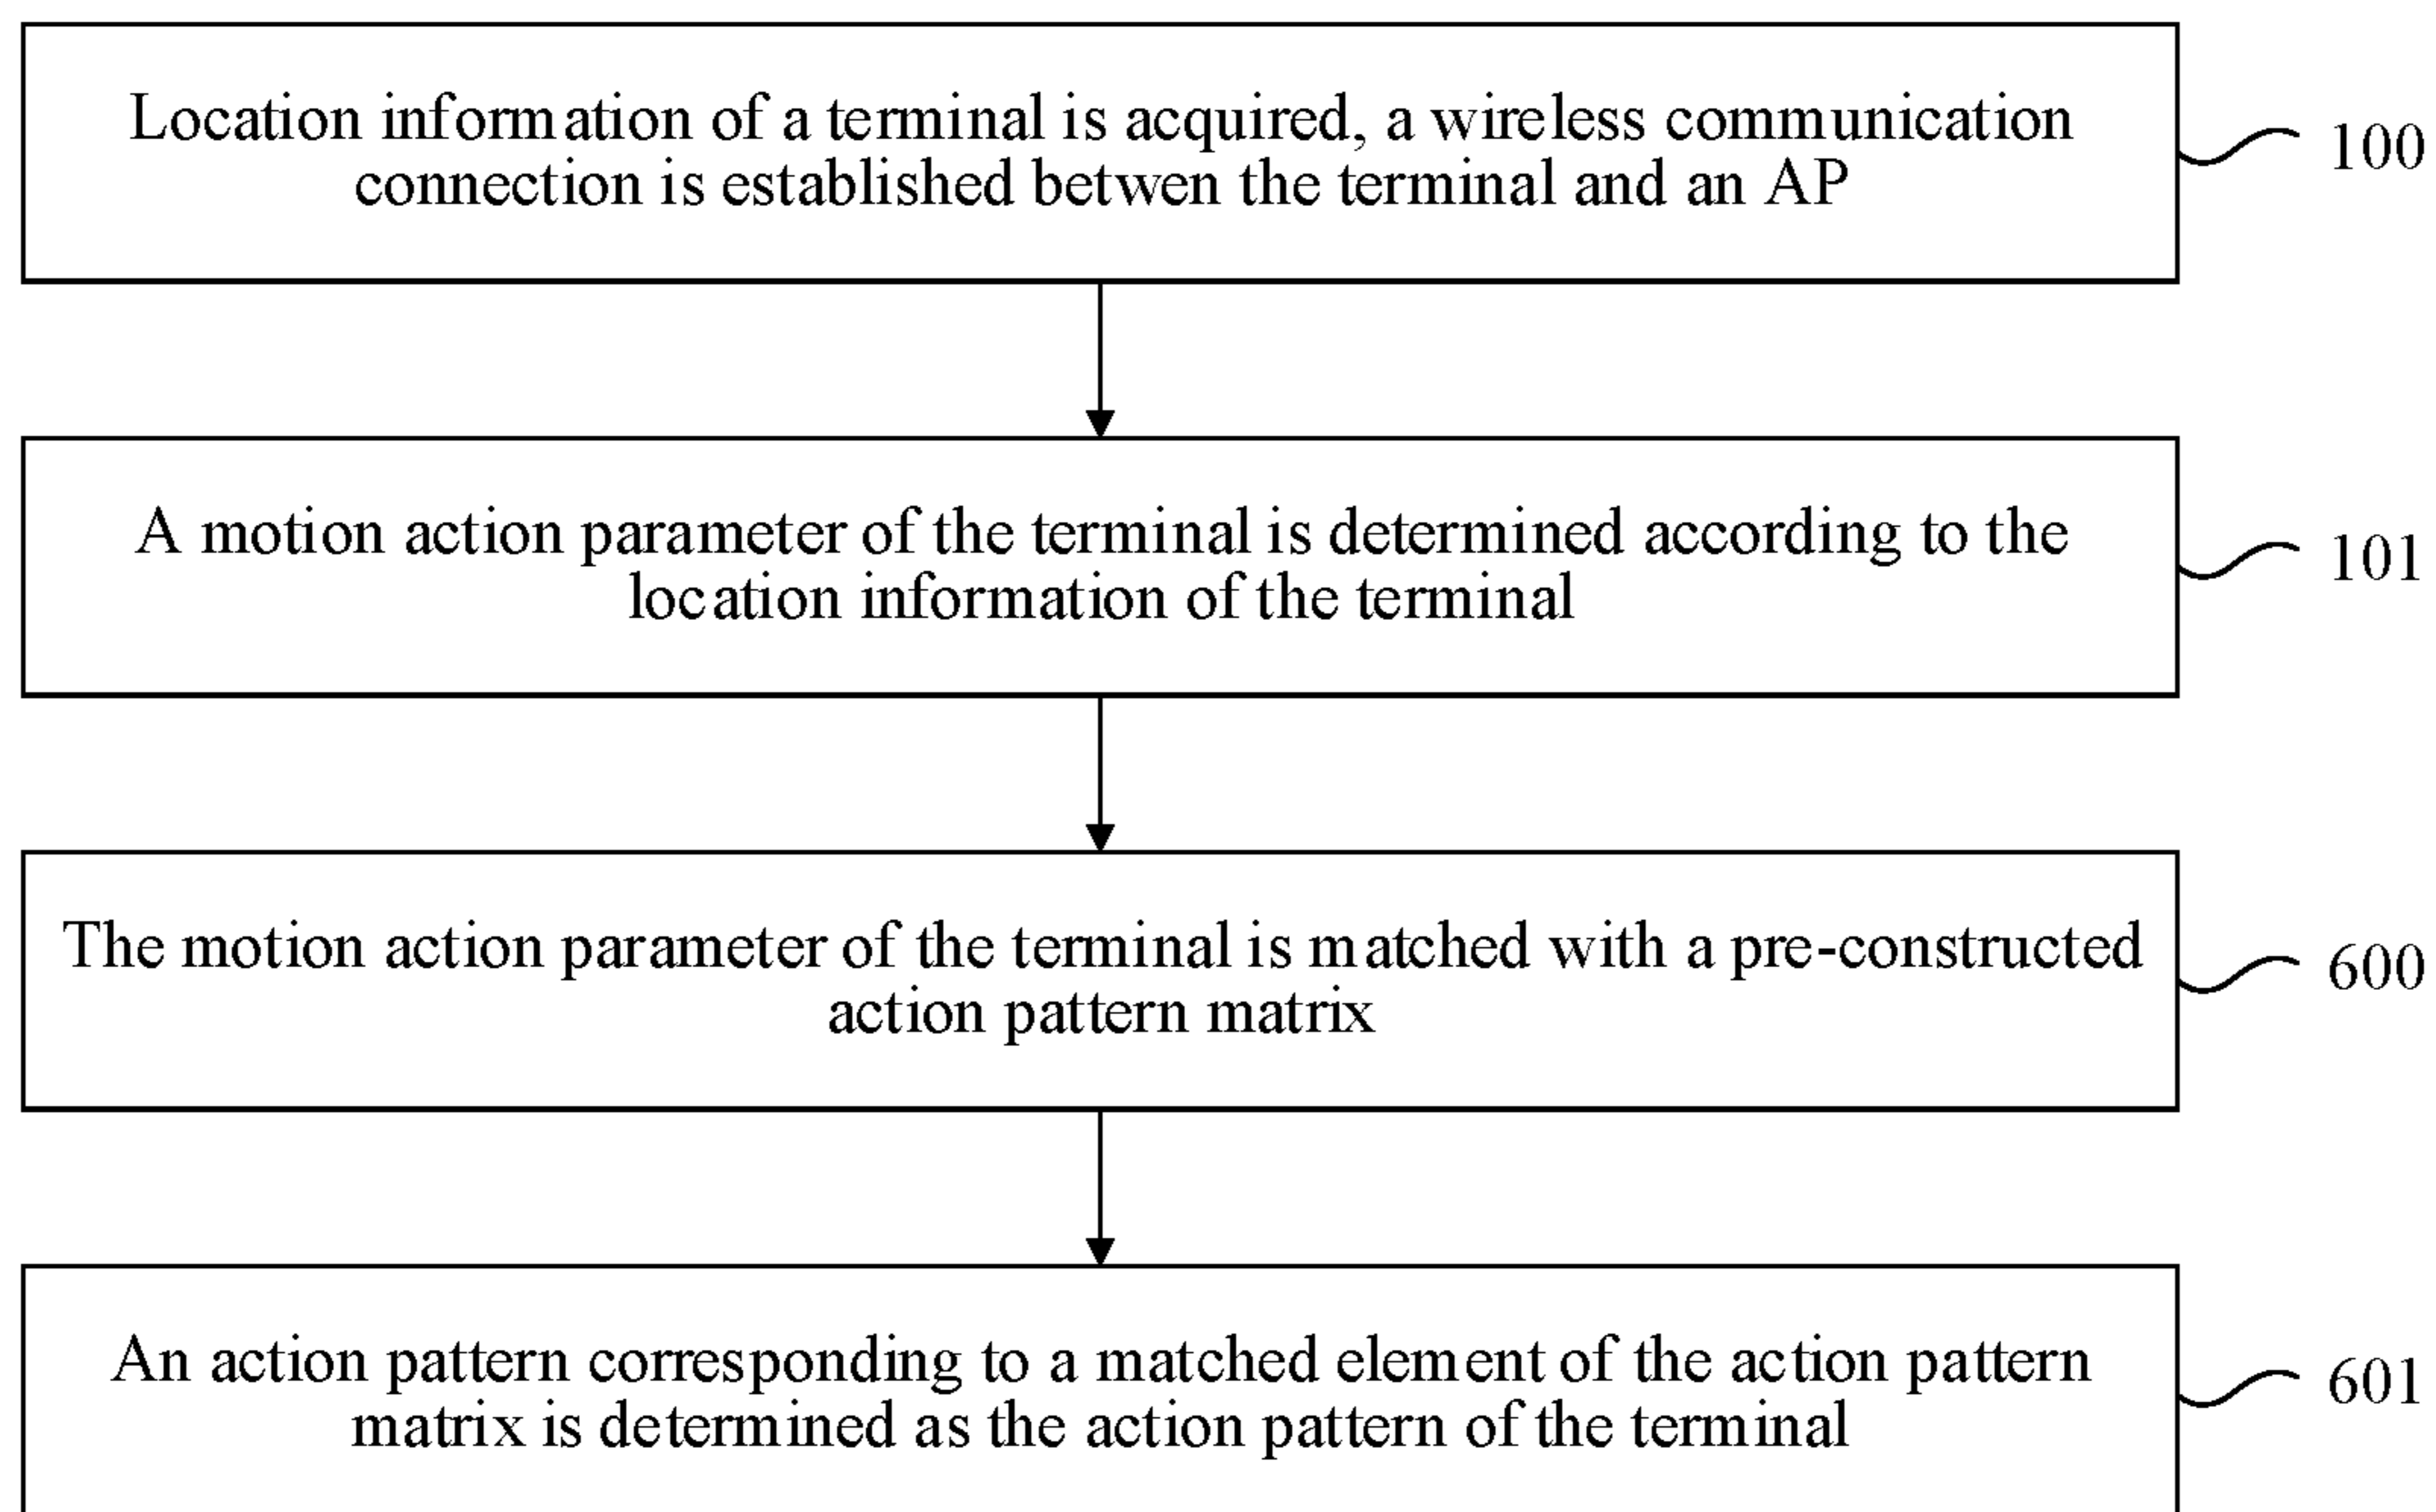 Location information of a terminal is acquired, a wireless communication
connection is established betwen the terminal and an AP
100
A motion action parameter of the terminal is determined according to the
location information of the terminal
101
The motion action parameter of the terminal is matched with a pre-constructed
action pattern matrix
600
An action pattern corresponding to a matched element of the action pattern
matrix is determined as the action pattern of the terminal
601